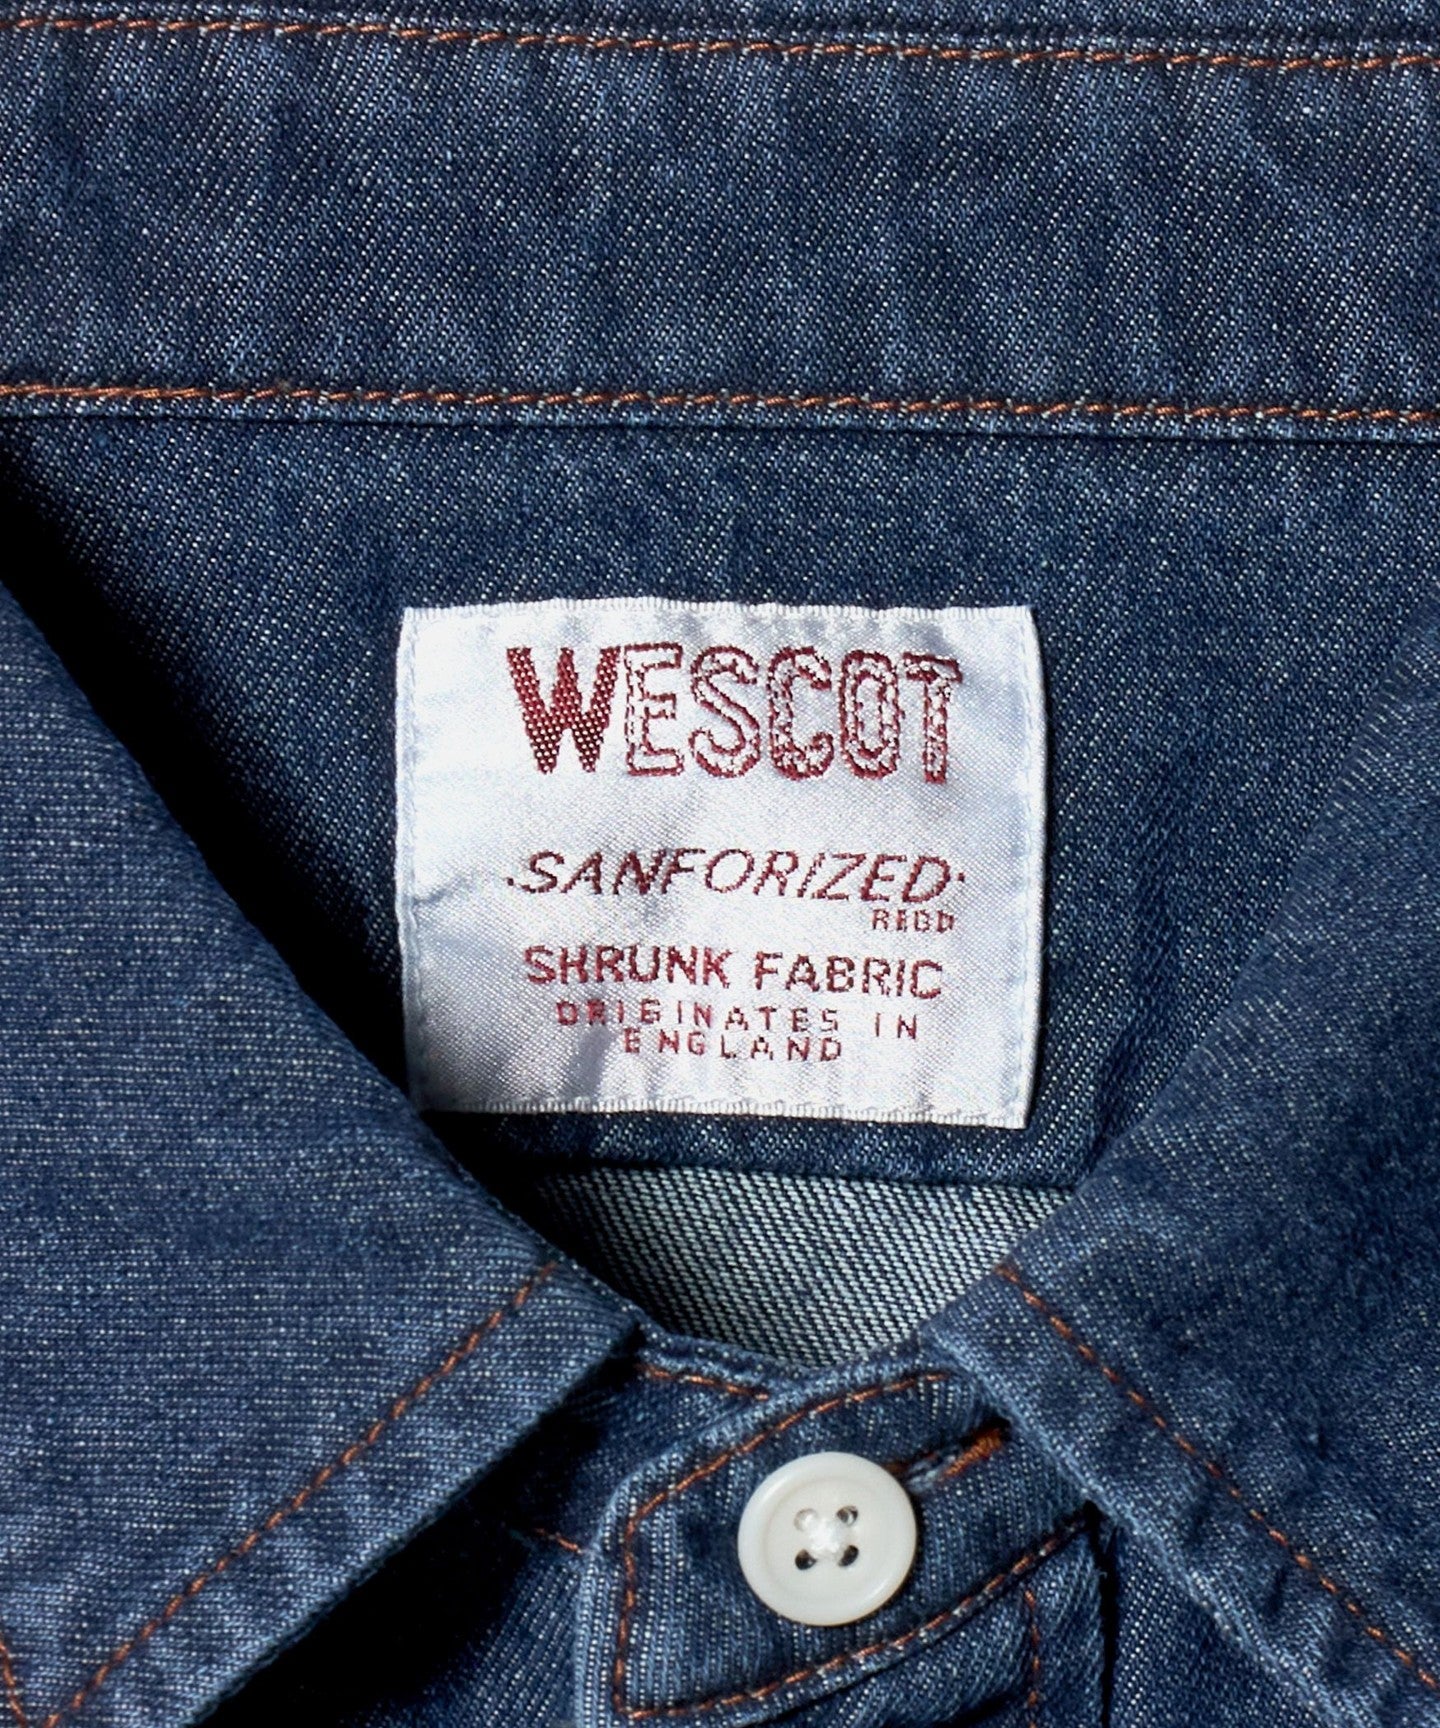 WESCOT
·SANFORIZED·
REGD
SHRUNK FABRIC
ORIGINATES IN
ENGLAND